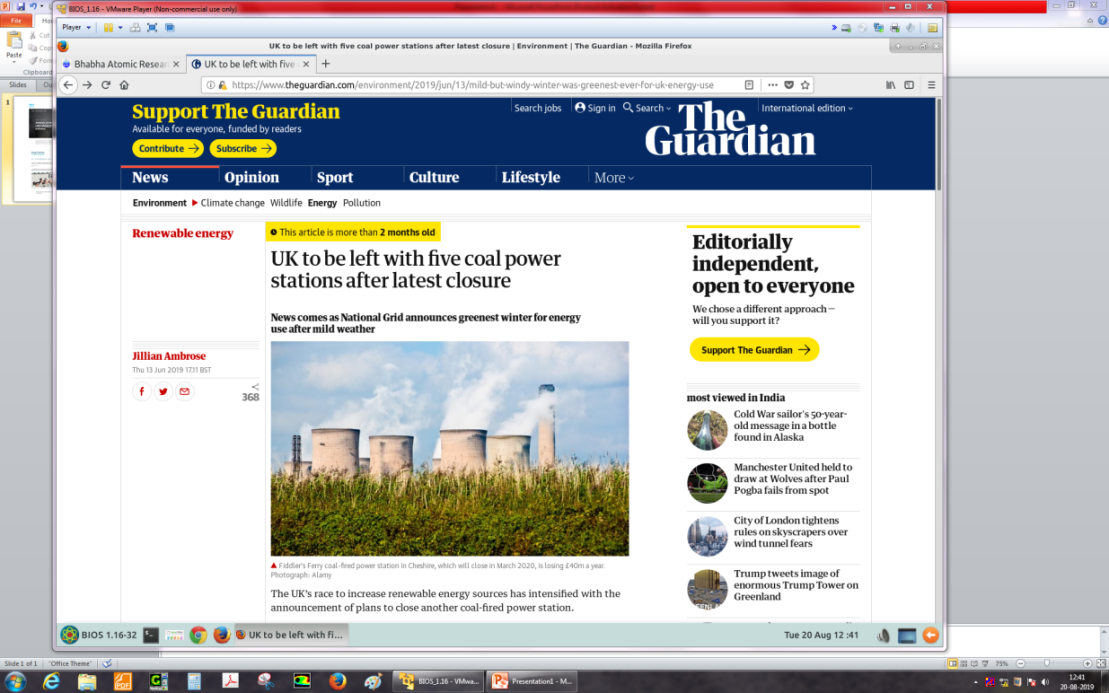 BIOS_1.16 - VMware Player (Non-commercial use only)
File
Paste
Cut
Clipboard
Slides
1
Player
UK to be left with five coal power stations after latest closure | Environment | The Guardian - Mozilla Firefox
Bhabha Atomic Resear
UK to be left with five
https://www.theguardian.com/environment/2019/jun/13/mild-but-windy-winter-was-greenest-ever-for-uk-energy-use
Support The Guardian
Available for everyone, funded by readers
Contribute
Subscribe
Search jobs
Sign in
Search
International edition
The
Guardian
News
Opinion
Sport
Culture
Lifestyle
More
Environment
Climate change
Wildlife
Energy
Pollution
Renewable energy
This article is more than 2 months old
UK to be left with five coal power
stations after latest closure
News comes as National Grid announces greenest winter for energy
use after mild weather
Jillian Ambrose
Thu 13 Jun 2019 17.11 BST
368
Fiddler's Ferry coal-fired power station in Cheshire, which will close in March 2020, is losing £40m a year.
Photograph: Alamy
The UK's race to increase renewable energy sources has intensified with the
announcement of plans to close another coal-fired power station.
Editorially
independent,
open to everyone
We chose a different approach –
will you support it?
Support The Guardian
most viewed in India
Cold War sailor's 50-year-
old message in a bottle
found in Alaska
Manchester United held to
draw at Wolves after Paul
Pogba fails from spot
City of London tightens
rules on skyscrapers over
wind tunnel fears
Trump tweets image of
enormous Trump Tower on
Greenland
BIOS 1.16-32
UK to be left with fi...
Tue 20 Aug 12:41
Slide 1 of 1
"Office Theme"
75%
BIOS_1.16 - VMwa...
Presentation1 - M...
12:41
20-08-2019